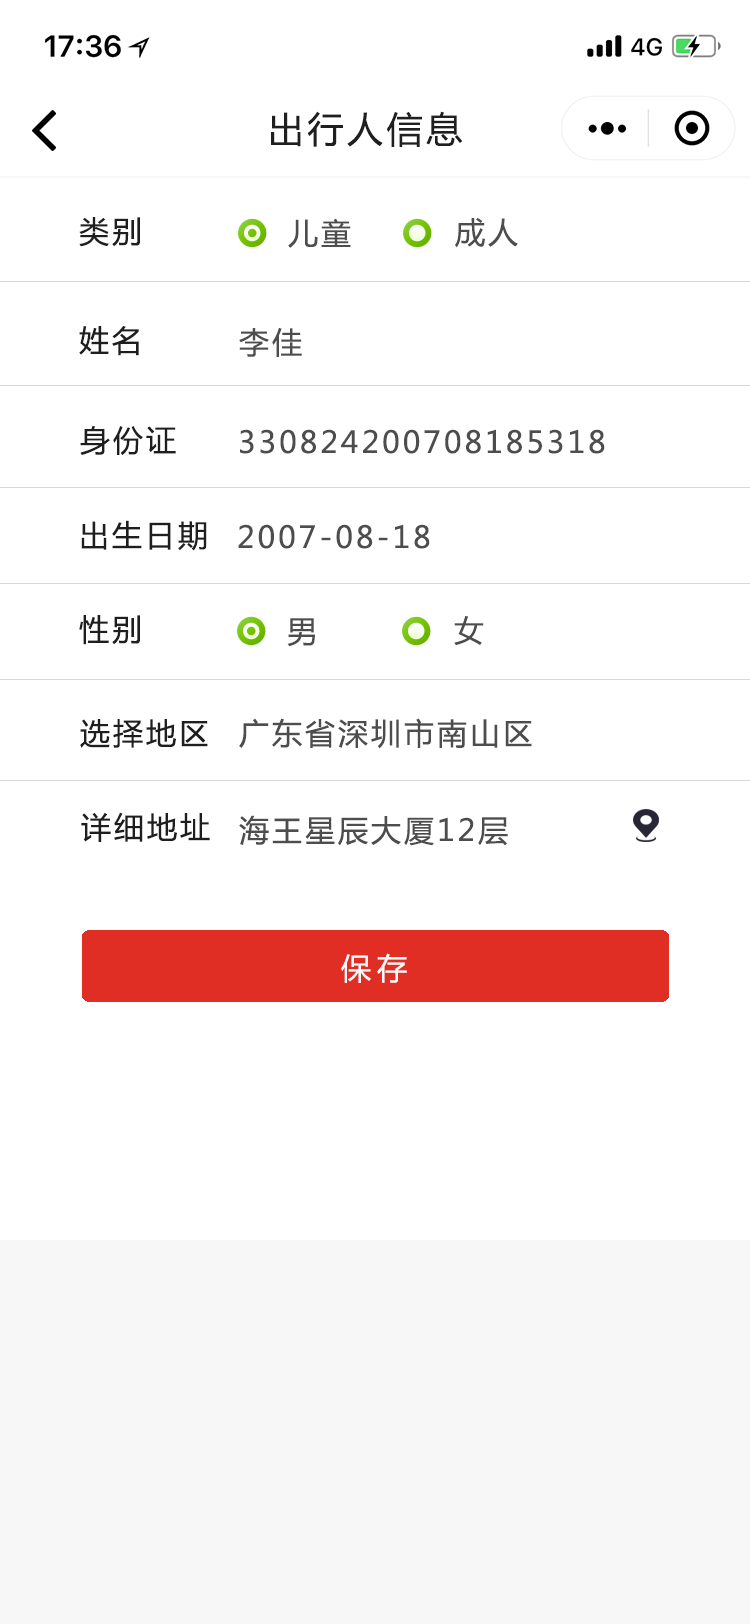 17:36 4G
出行人信息
类别 儿童 成人
姓名 李佳
身份证 330824200708185318
出生日期 2007-08-18
性别 男 女
选择地区 广东省深圳市南山区
详细地址 海王星辰大厦12层
保存